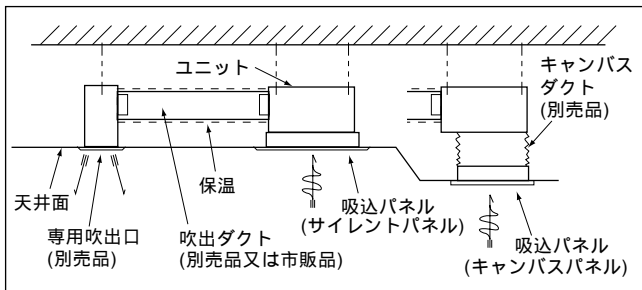 ユニット
キャンバス
ダクト
(別売品)
天井面
保温
専用吹出口
(別売品)
吹出ダクト
(別売品又は市販品)
吸込パネル
(サイレントパネル)
吸込パネル
(キャンバスパネル)